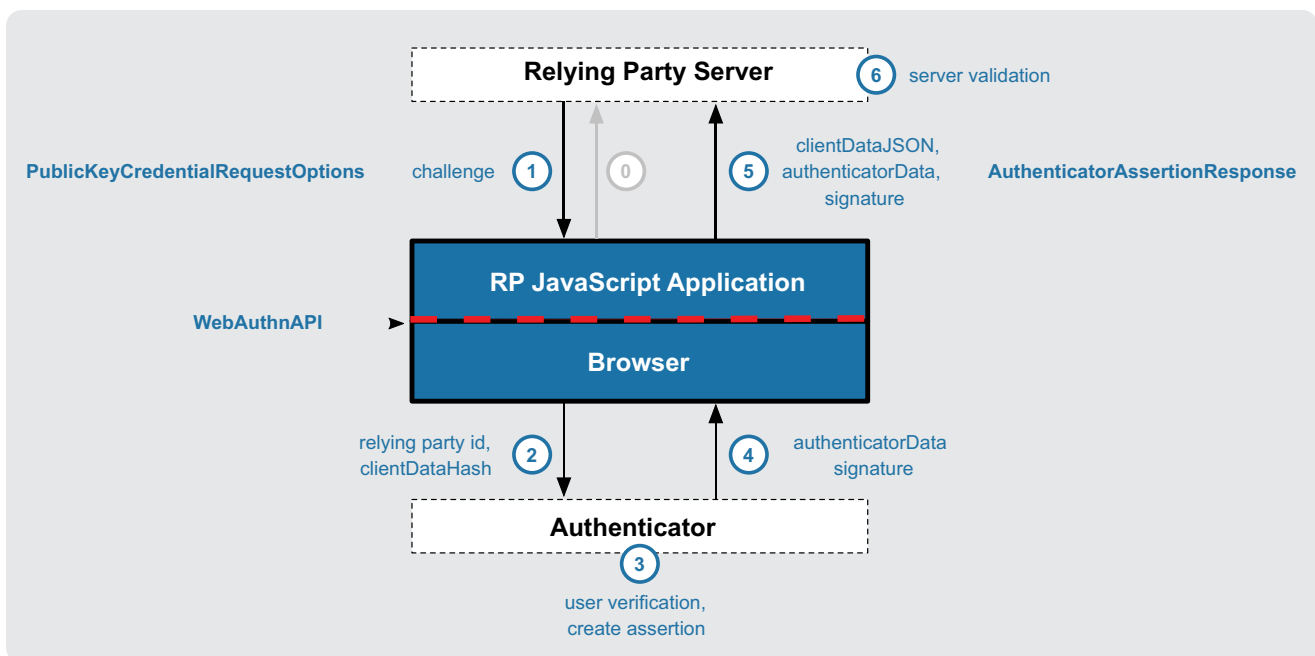 Relying Party Server
6
server validation
PublicKeyCredentialRequestOptions
challenge
1
0
5
clientDataJSON,
authenticatorData,
signature
AuthenticatorAssertionResponse
RP JavaScript Application
WebAuthnAPI
Browser
relying party id,
clientDataHash
2
4
authenticatorData
signature
Authenticator
3
user verification,
create assertion